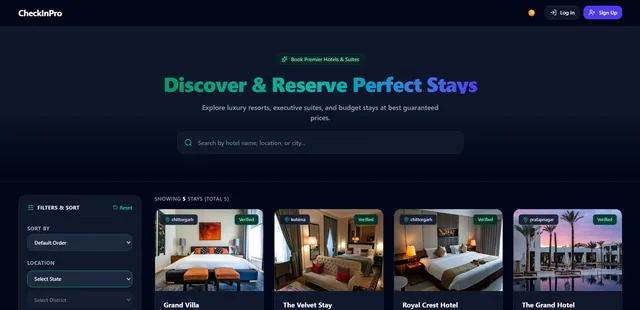 CheckInPro
Log In
Sign Up
Book Premier Hotels & Suites
Discover & Reserve Perfect Stays
Explore luxury resorts, executive suites, and budget stays at best guaranteed
prices.
Search by hotel name, location, or city...
FILTERS & SORT
Reset
SORT BY
Default Order
LOCATION
Select State
Select District
SHOWING 5 STAYS (TOTAL 5)
chittorgarh
Verified
Grand Villa
kohima
Verified
The Velvet Stay
chittorgarh
Verified
Royal Crest Hotel
pratapnagar
Verified
The Grand Hotel